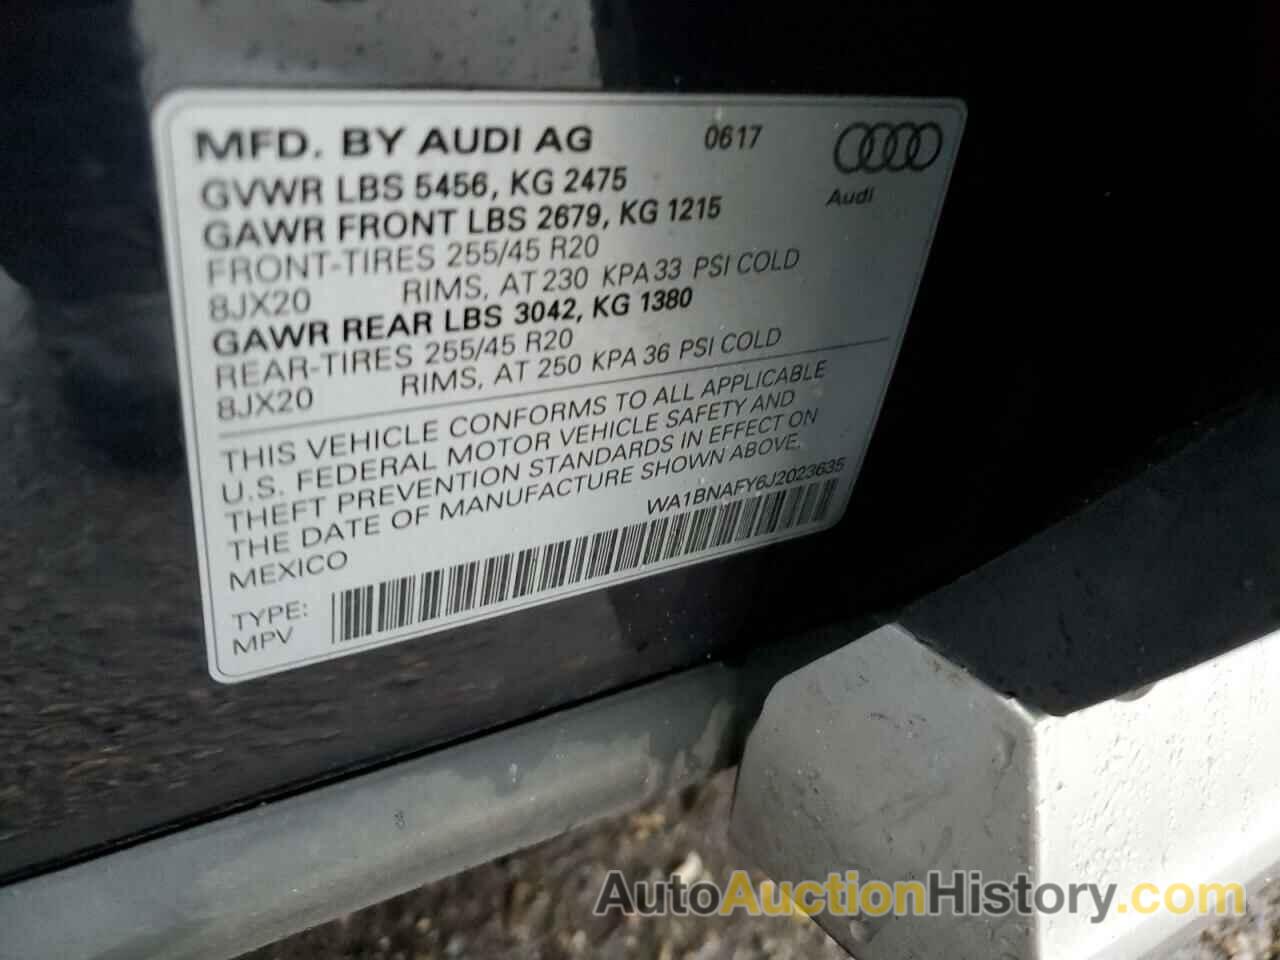 MFD. BY AUDI AG 0617
Audi
GVWR LBS 5456, KG 2475
GAWR FRONT LBS 2679, KG 1215
FRONT-TIRES 255/45 R20
8JX20 RIMS, AT 230 KPA 33 PSI COLD
GAWR REAR LBS 3042, KG 1380
REAR-TIRES 255/45 R20
8JX20 RIMS, AT 250 KPA 36 PSI COLD
THIS VEHICLE CONFORMS TO ALL APPLICABLE
U.S. FEDERAL MOTOR VEHICLE SAFETY AND
THEFT PREVENTION STANDARDS IN EFFECT ON
THE DATE OF MANUFACTURE SHOWN ABOVE.
MEXICO WA1BNAFY6J2023635
TYPE:
MPV
AutoAuctionHistory.com